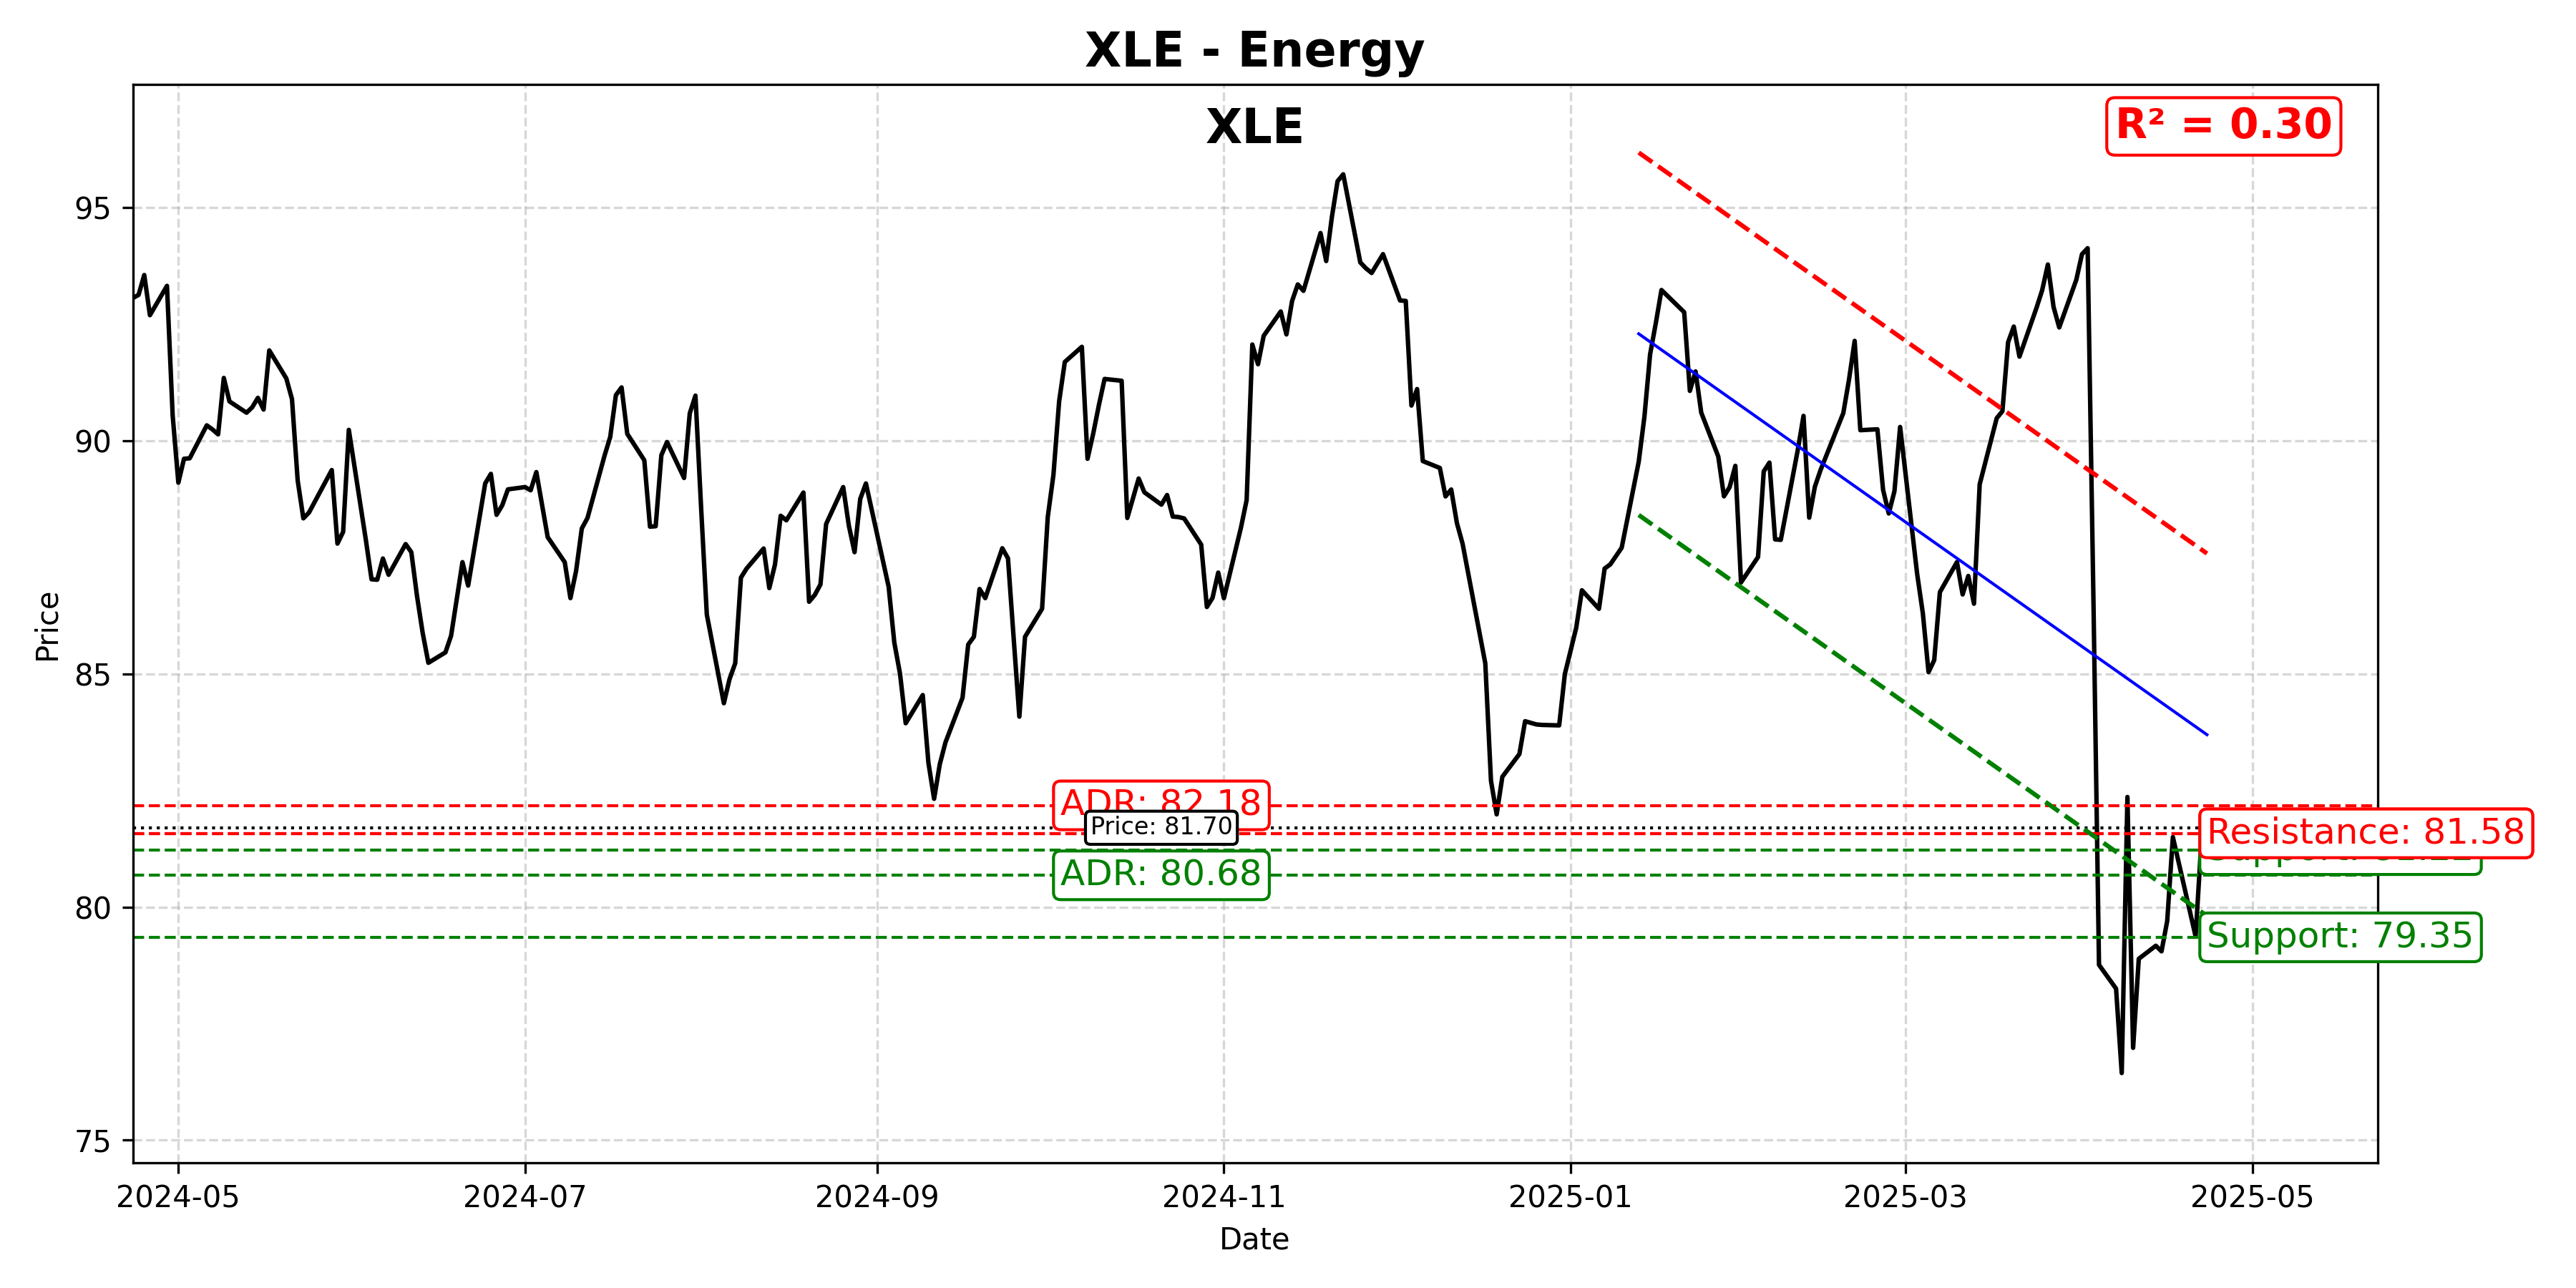 XLE - Energy
XLE
R² = 0.30
95
90
85
80
75
Price
ADR: 82.18
Price: 81.70
ADR: 80.68
Resistance: 81.58
Support: 79.35
2024-05
2024-07
2024-09
2024-11
2025-01
2025-03
2025-05
Date